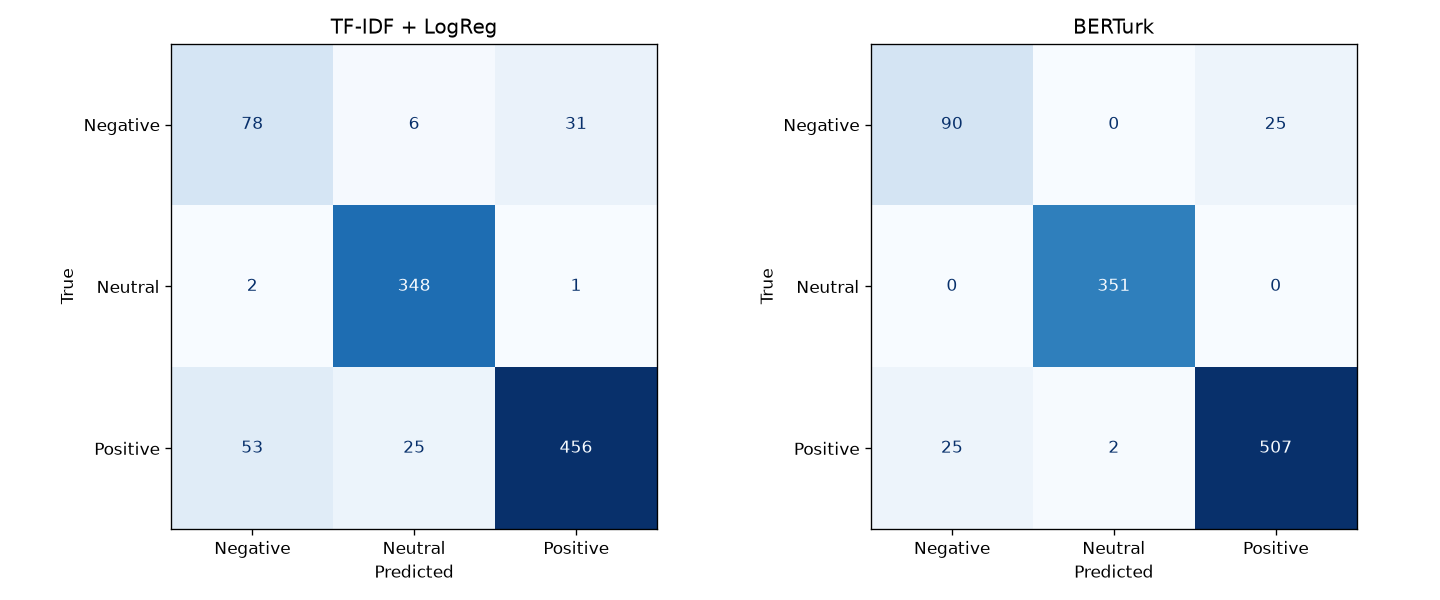 TF-IDF + LogReg
True
Negative 78 6 31
Neutral 2 348 1
Positive 53 25 456
Negative Neutral Positive
Predicted
BERTurk
True
Negative 90 0 25
Neutral 0 351 0
Positive 25 2 507
Negative Neutral Positive
Predicted